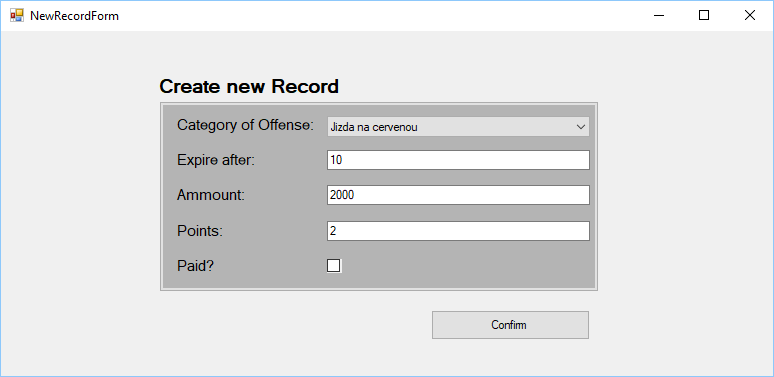 NewRecordForm
Create new Record
Category of Offense: Jizda na cervenou
Expire after: 10
Ammount: 2000
Points: 2
Paid?
Confirm